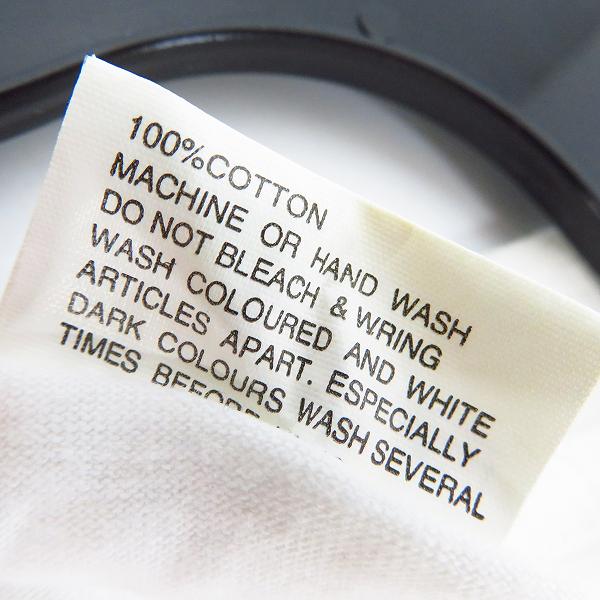 100%COTTON
MACHINE OR HAND WASH
DO NOT BLEACH & WRING
WASH COLOURED AND WHITE
ARTICLES APART. ESPECIALLY
DARK COLOURS WASH SEVERAL
TIMES BEFORE